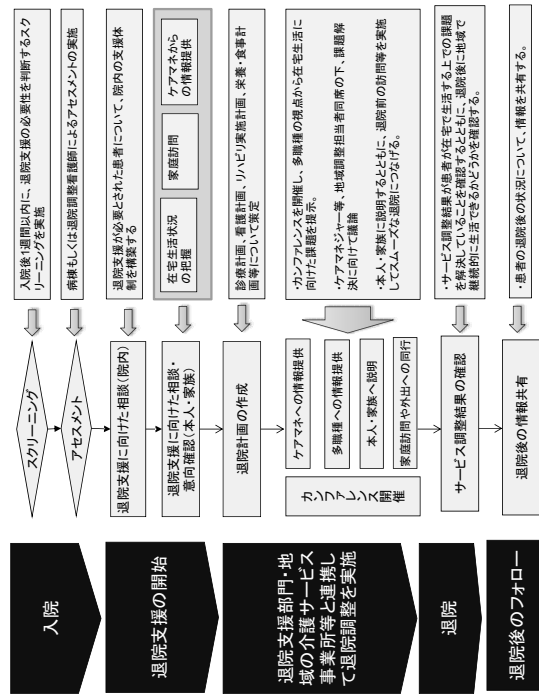 入院
スクリーニング
入院後1週間以内に、退院支援の必要性を判断するスク
リーニングを実施
アセスメント
病棟もしくは退院調整看護師によるアセスメントの実施
退院支援の開始
退院支援に向けた相談(院内)
退院支援が必要とされた患者について、院内の支援体
制を構築する
退院支援に向けた相談・
意向確認(本人・家族)
在宅生活状況
の把握
家庭訪問
ケアマネから
の情報提供
退院支援部門・地
域の介護サービス
事業所等と連携し
て退院調整を実施
退院計画の作成
診療計画、看護計画、リハビリ実施計画、栄養・食事計
画等について策定
カンファレンス
開催
ケアマネへの情報提供
多職種への情報提供
本人・家族へ説明
家庭訪問や外出への同行
・カンファレンスを開催し、多職種の視点から在宅生活に
向けた課題を提示。
・ケアマネジャー等、地域調整担当者同席の下、課題解
決に向けて議論
・本人・家族に説明するとともに、退院前の訪問等を実施
してスムーズな退院につなげる。
退院
サービス調整結果の確認
・サービス調整結果が患者が在宅で生活する上での課題
を解決していることを確認するとともに、退院後に地域で
継続的に生活できるかどうかを確認する。
退院後のフォロー
退院後の情報共有
・患者の退院後の状況について、情報を共有する。